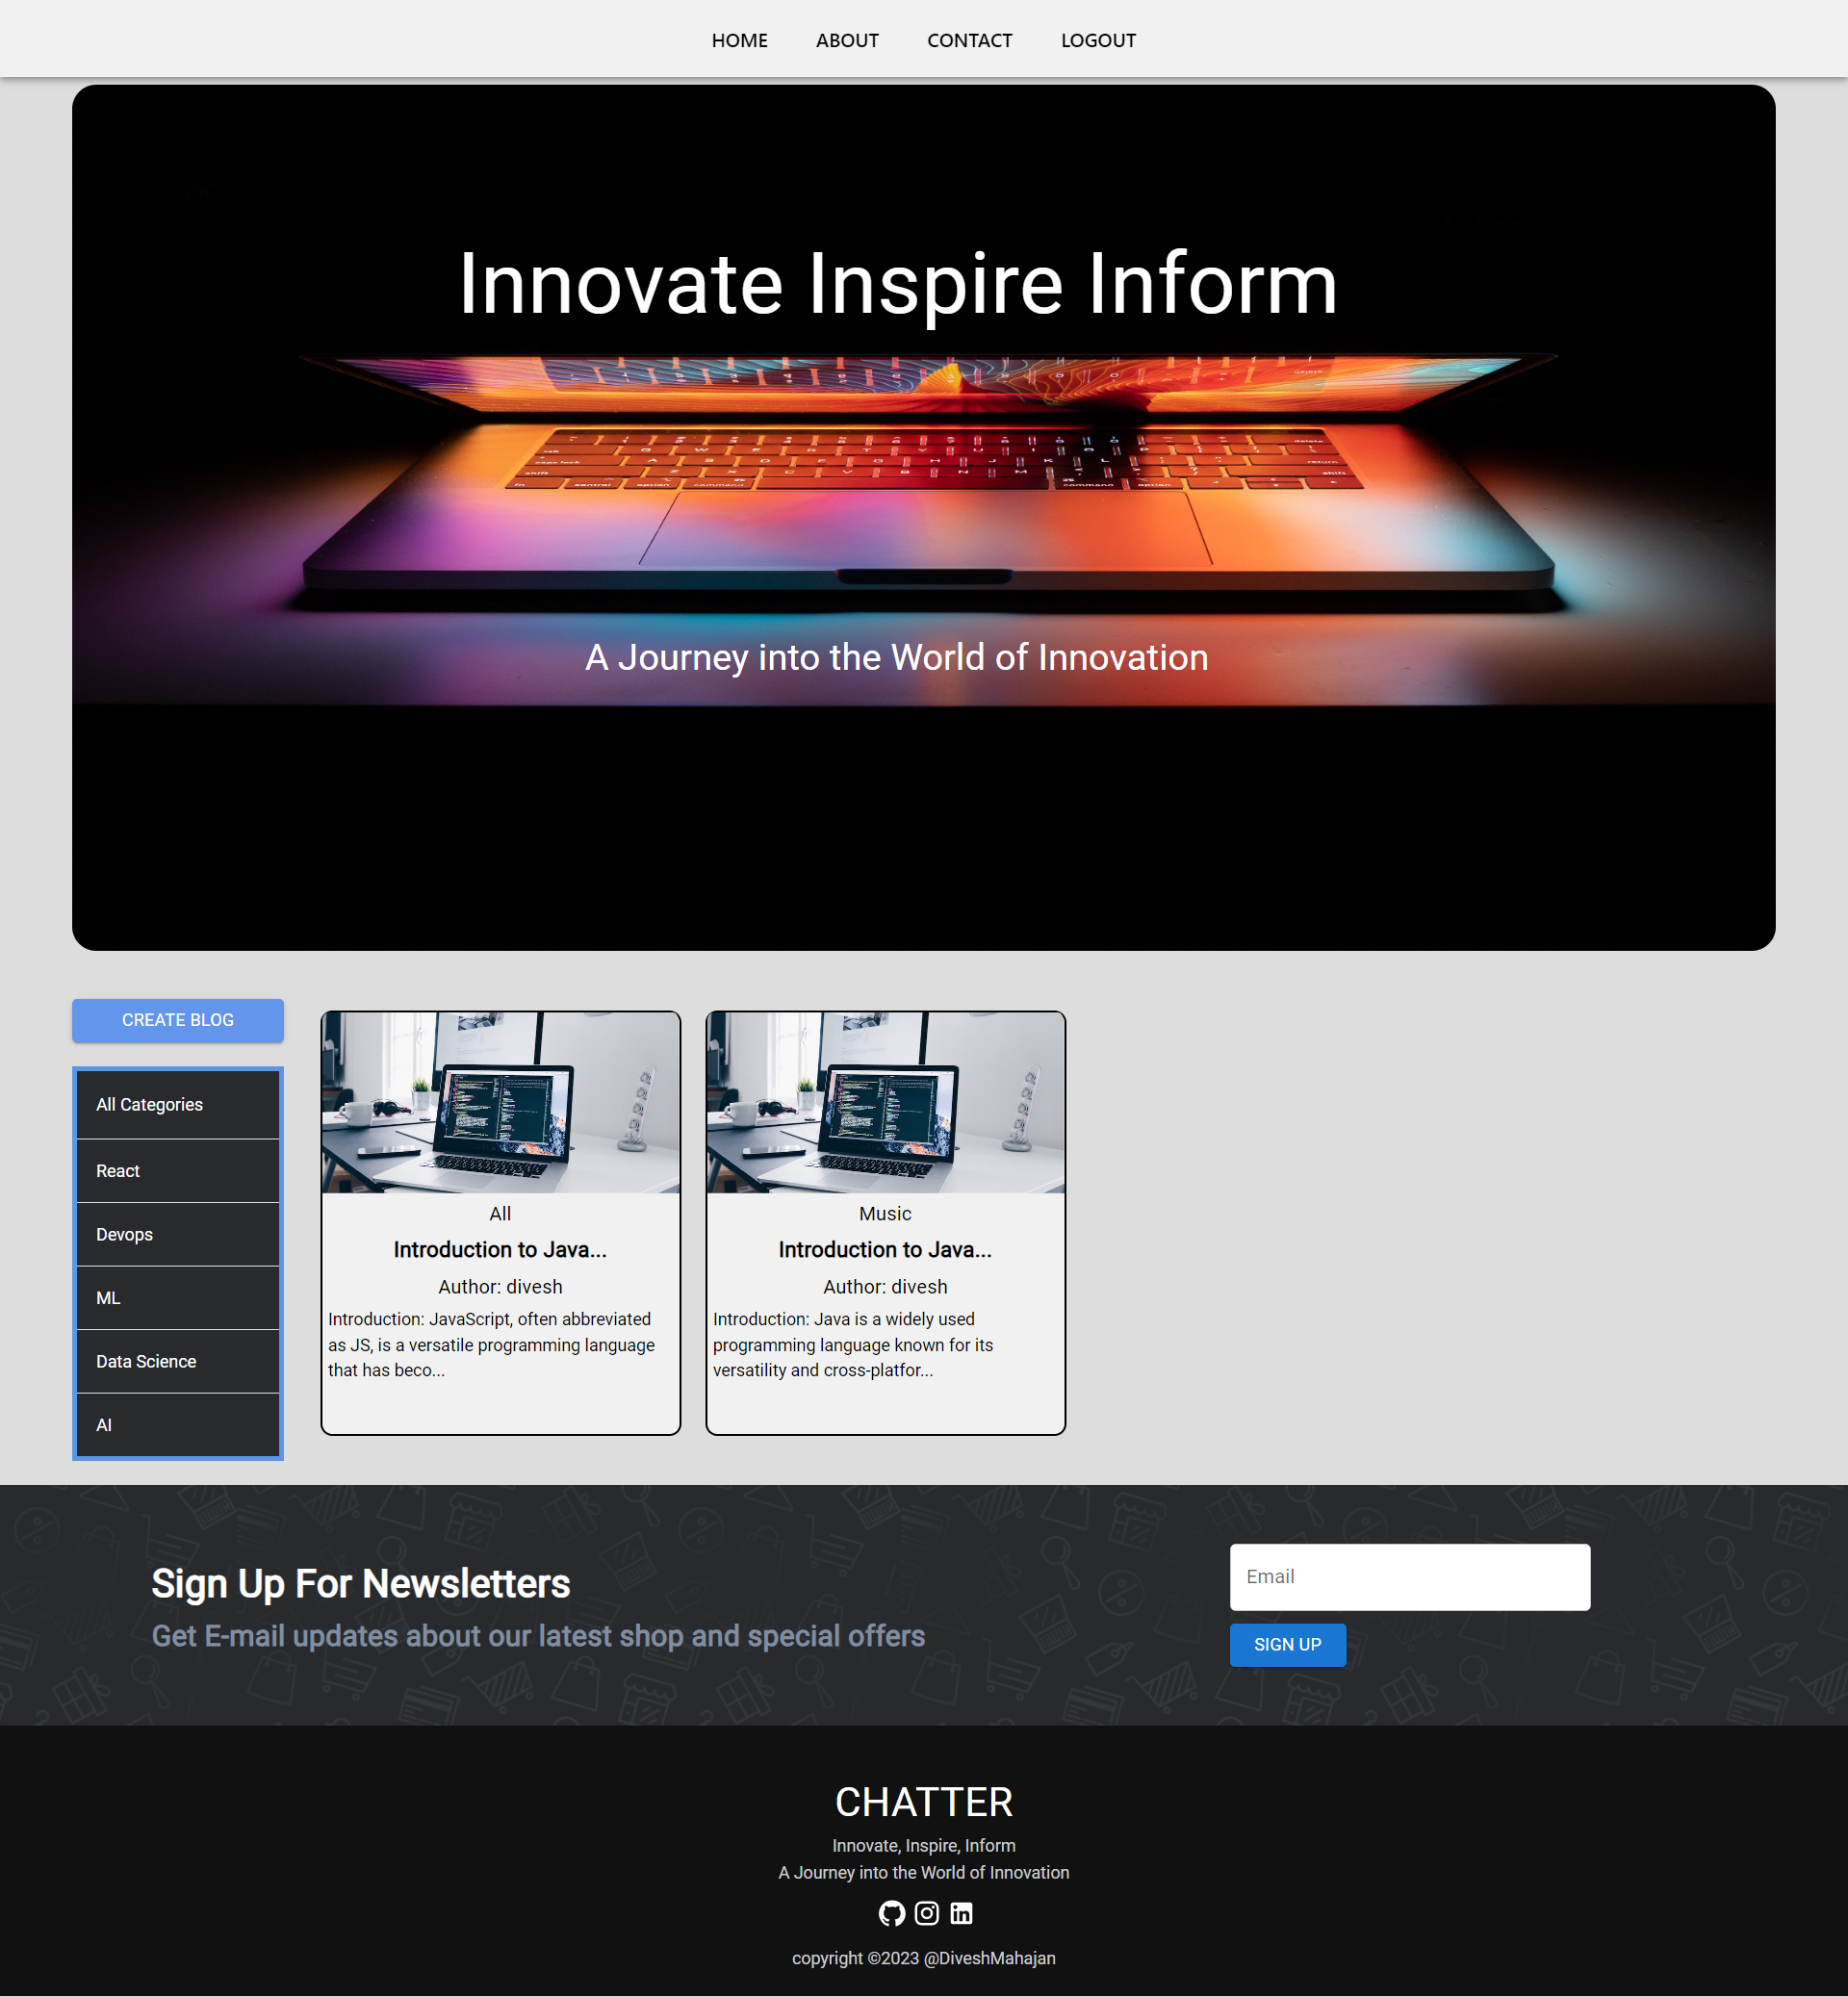 HOME ABOUT CONTACT LOGOUT
Innovate Inspire Inform
A Journey into the World of Innovation
CREATE BLOG
All Categories
React
Devops
ML
Data Science
AI
All
Introduction to Java...
Author: divesh
Introduction: JavaScript, often abbreviated
as JS, is a versatile programming language
that has beco...
Music
Introduction to Java...
Author: divesh
Introduction: Java is a widely used
programming language known for its
versatility and cross-platfor...
Sign Up For Newsletters
Get E-mail updates about our latest shop and special offers
Email
SIGN UP
CHATTER
Innovate, Inspire, Inform
A Journey into the World of Innovation
copyright ©2023 @DiveshMahajan